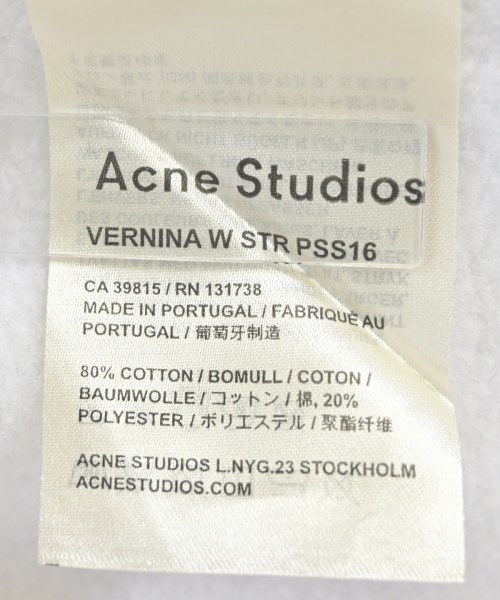 Acne Studios
VERNINA W STR PSS16
CA 39815 / RN 131738
MADE IN PORTUGAL / FABRIQUÉ AU
PORTUGAL / 葡萄牙制造
80% COTTON / BOMULL / COTON /
BAUMWOLLE / コットン / 棉, 20%
POLYESTER / ポリエステル / 聚酯纤维
ACNE STUDIOS L.NYG.23 STOCKHOLM
ACNESTUDIOS.COM